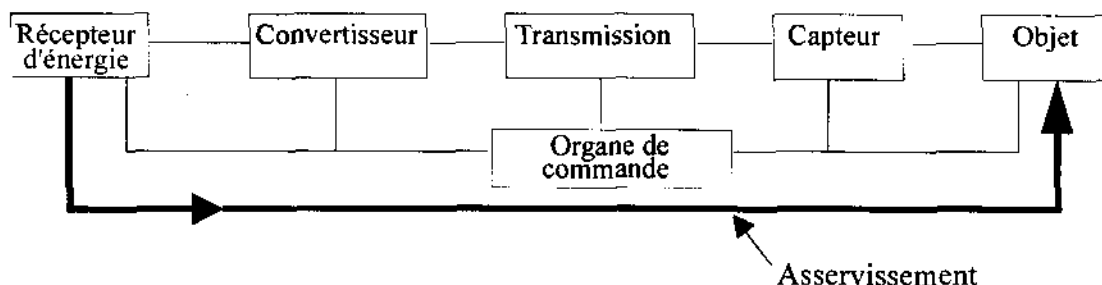 Récepteur
d'énergie
Convertisseur
Transmission
Capteur
Objet
Organe de
commande
Asservissement